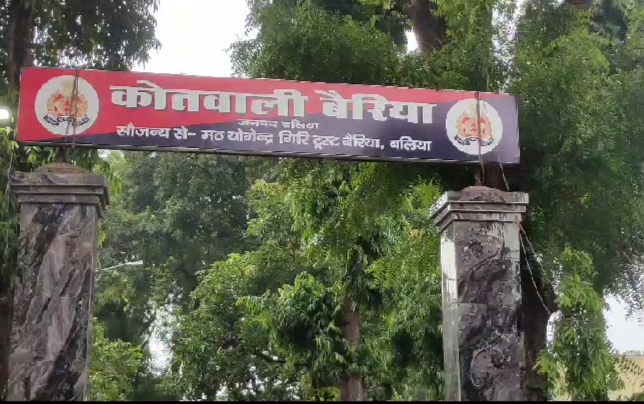 कोतवाली बैरिया
जनपद बलिया
सौजन्य से- मठ योगेन्द्र गिरि ट्रस्ट बैरिया, बलिया